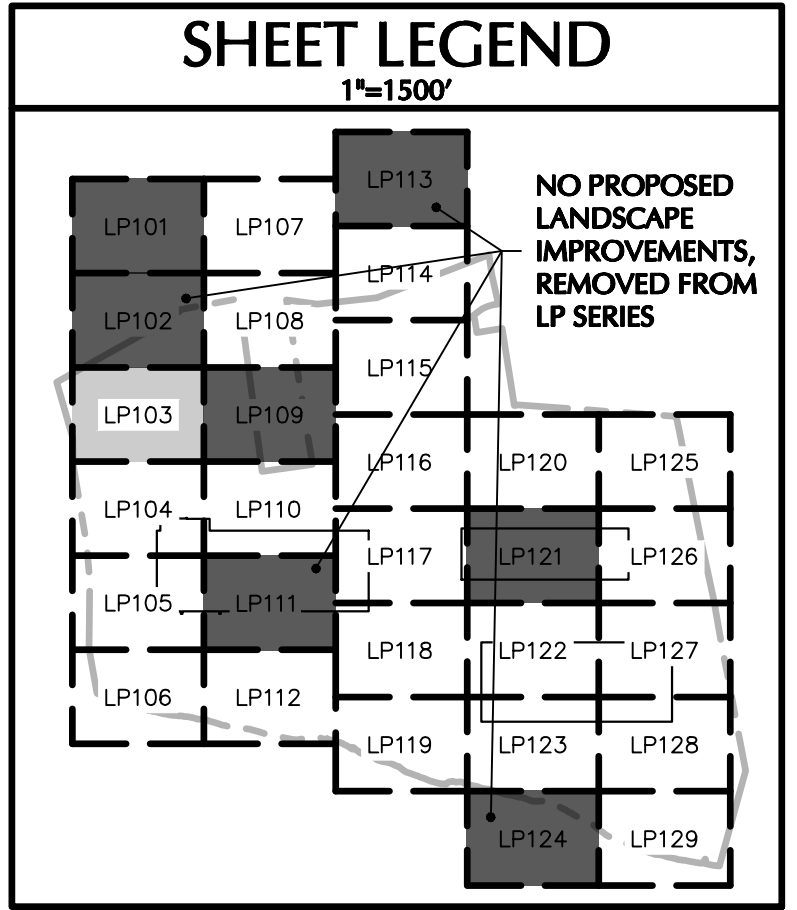 SHEET LEGEND
1"=1500'
LP113
NO PROPOSED
LANDSCAPE
IMPROVEMENTS,
REMOVED FROM
LP SERIES
LP101
LP107
LP114
LP102
LP108
LP115
LP103
LP109
LP116
LP120
LP125
LP104
LP110
LP117
LP121
LP126
LP105
LP111
LP118
LP122
LP127
LP106
LP112
LP119
LP123
LP128
LP124
LP129